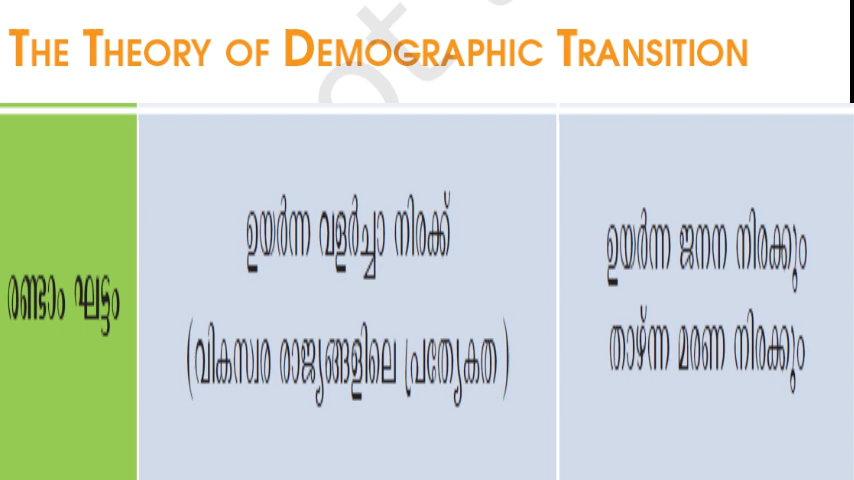 THE THEORY OF DEMOGRAPHIC TRANSITION
രണ്ടാം ഘട്ടം
ഉയർന്ന വളർച്ചാ നിരക്ക്
(വികസ്വര രാജ്യങ്ങളിലെ പ്രത്യേകത)
ഉയർന്ന ജനന നിരക്കും
താഴ്ന്ന മരണ നിരക്കും